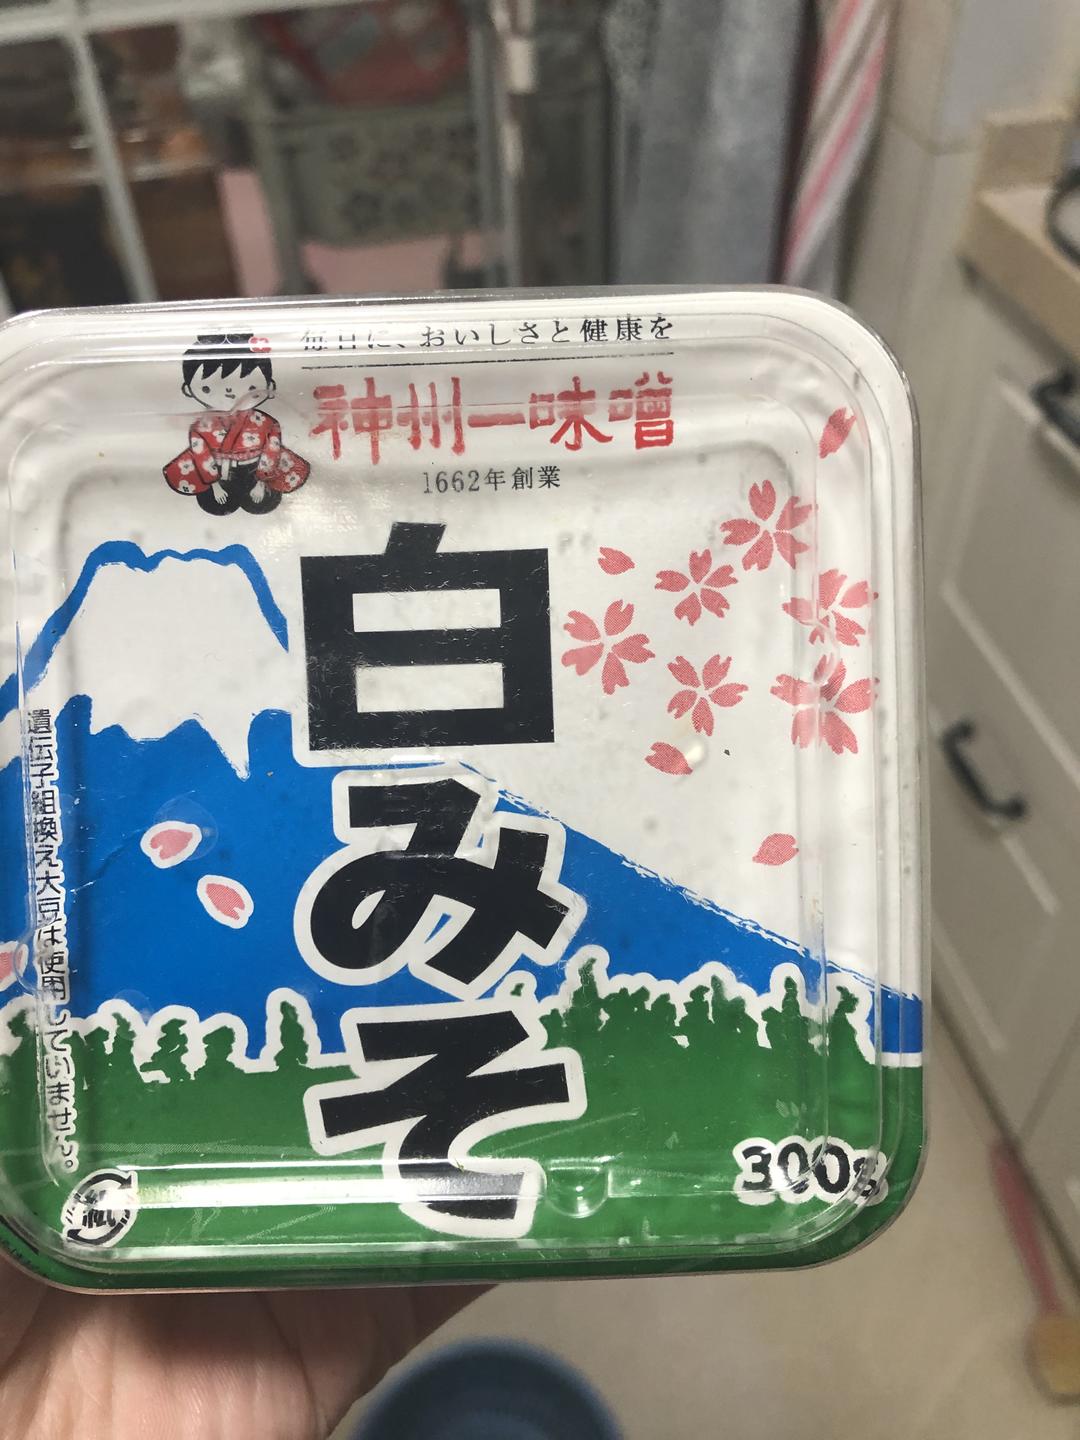 毎日に、おいしさと健康を
神州一味噌
1662年創業
白みそ
遺伝子組換え大豆は使用していません。
300g
紙